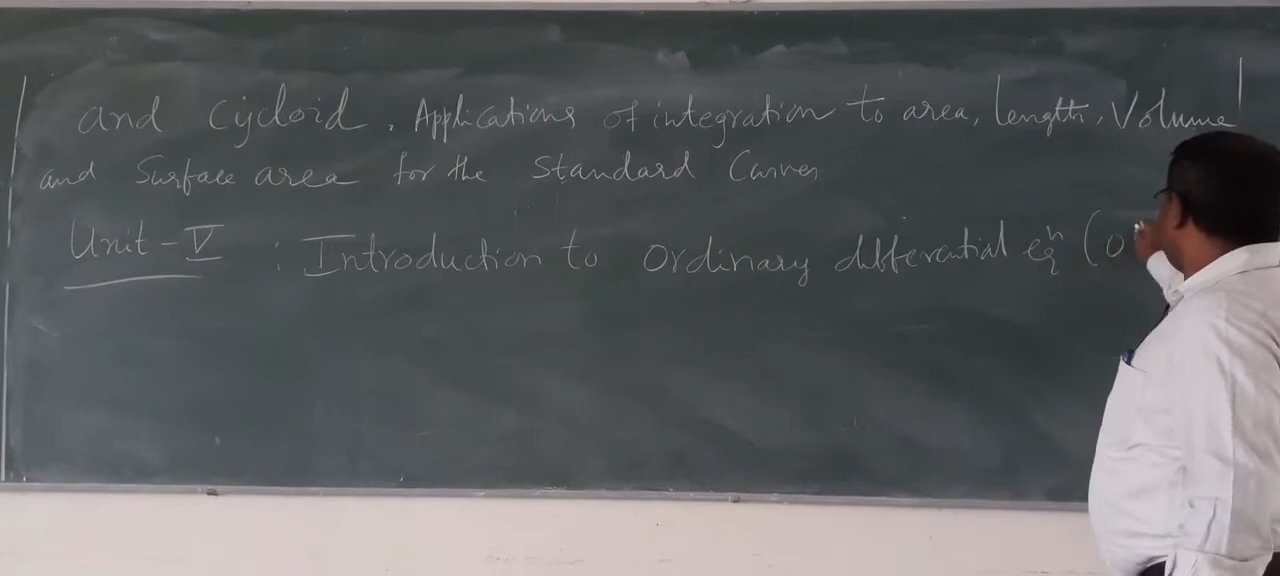 and Cycloid. Applications of integration to area, length, Volume
and Surface area for the Standard Curves
Unit-V : Introduction to Ordinary differential eqⁿ (O